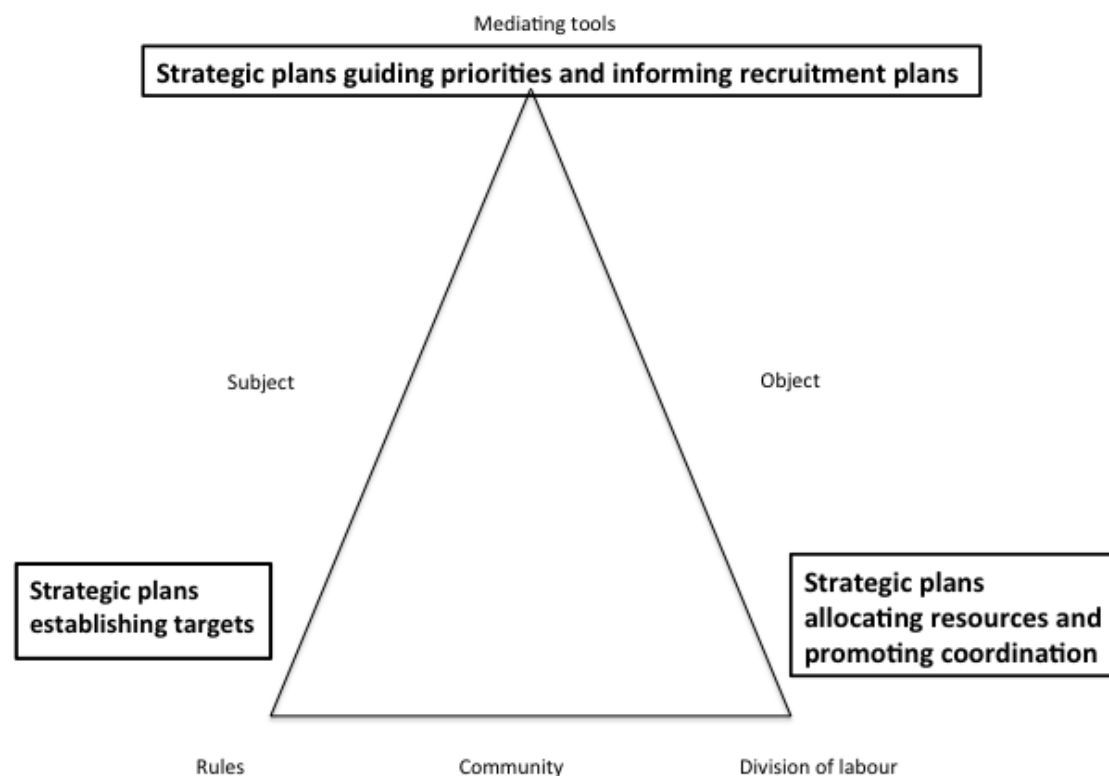 Mediating tools
Strategic plans guiding priorities and informing recruitment plans
Subject
Object
Strategic plans
establishing targets
Strategic plans
allocating resources and
promoting coordination
Rules
Community
Division of labour